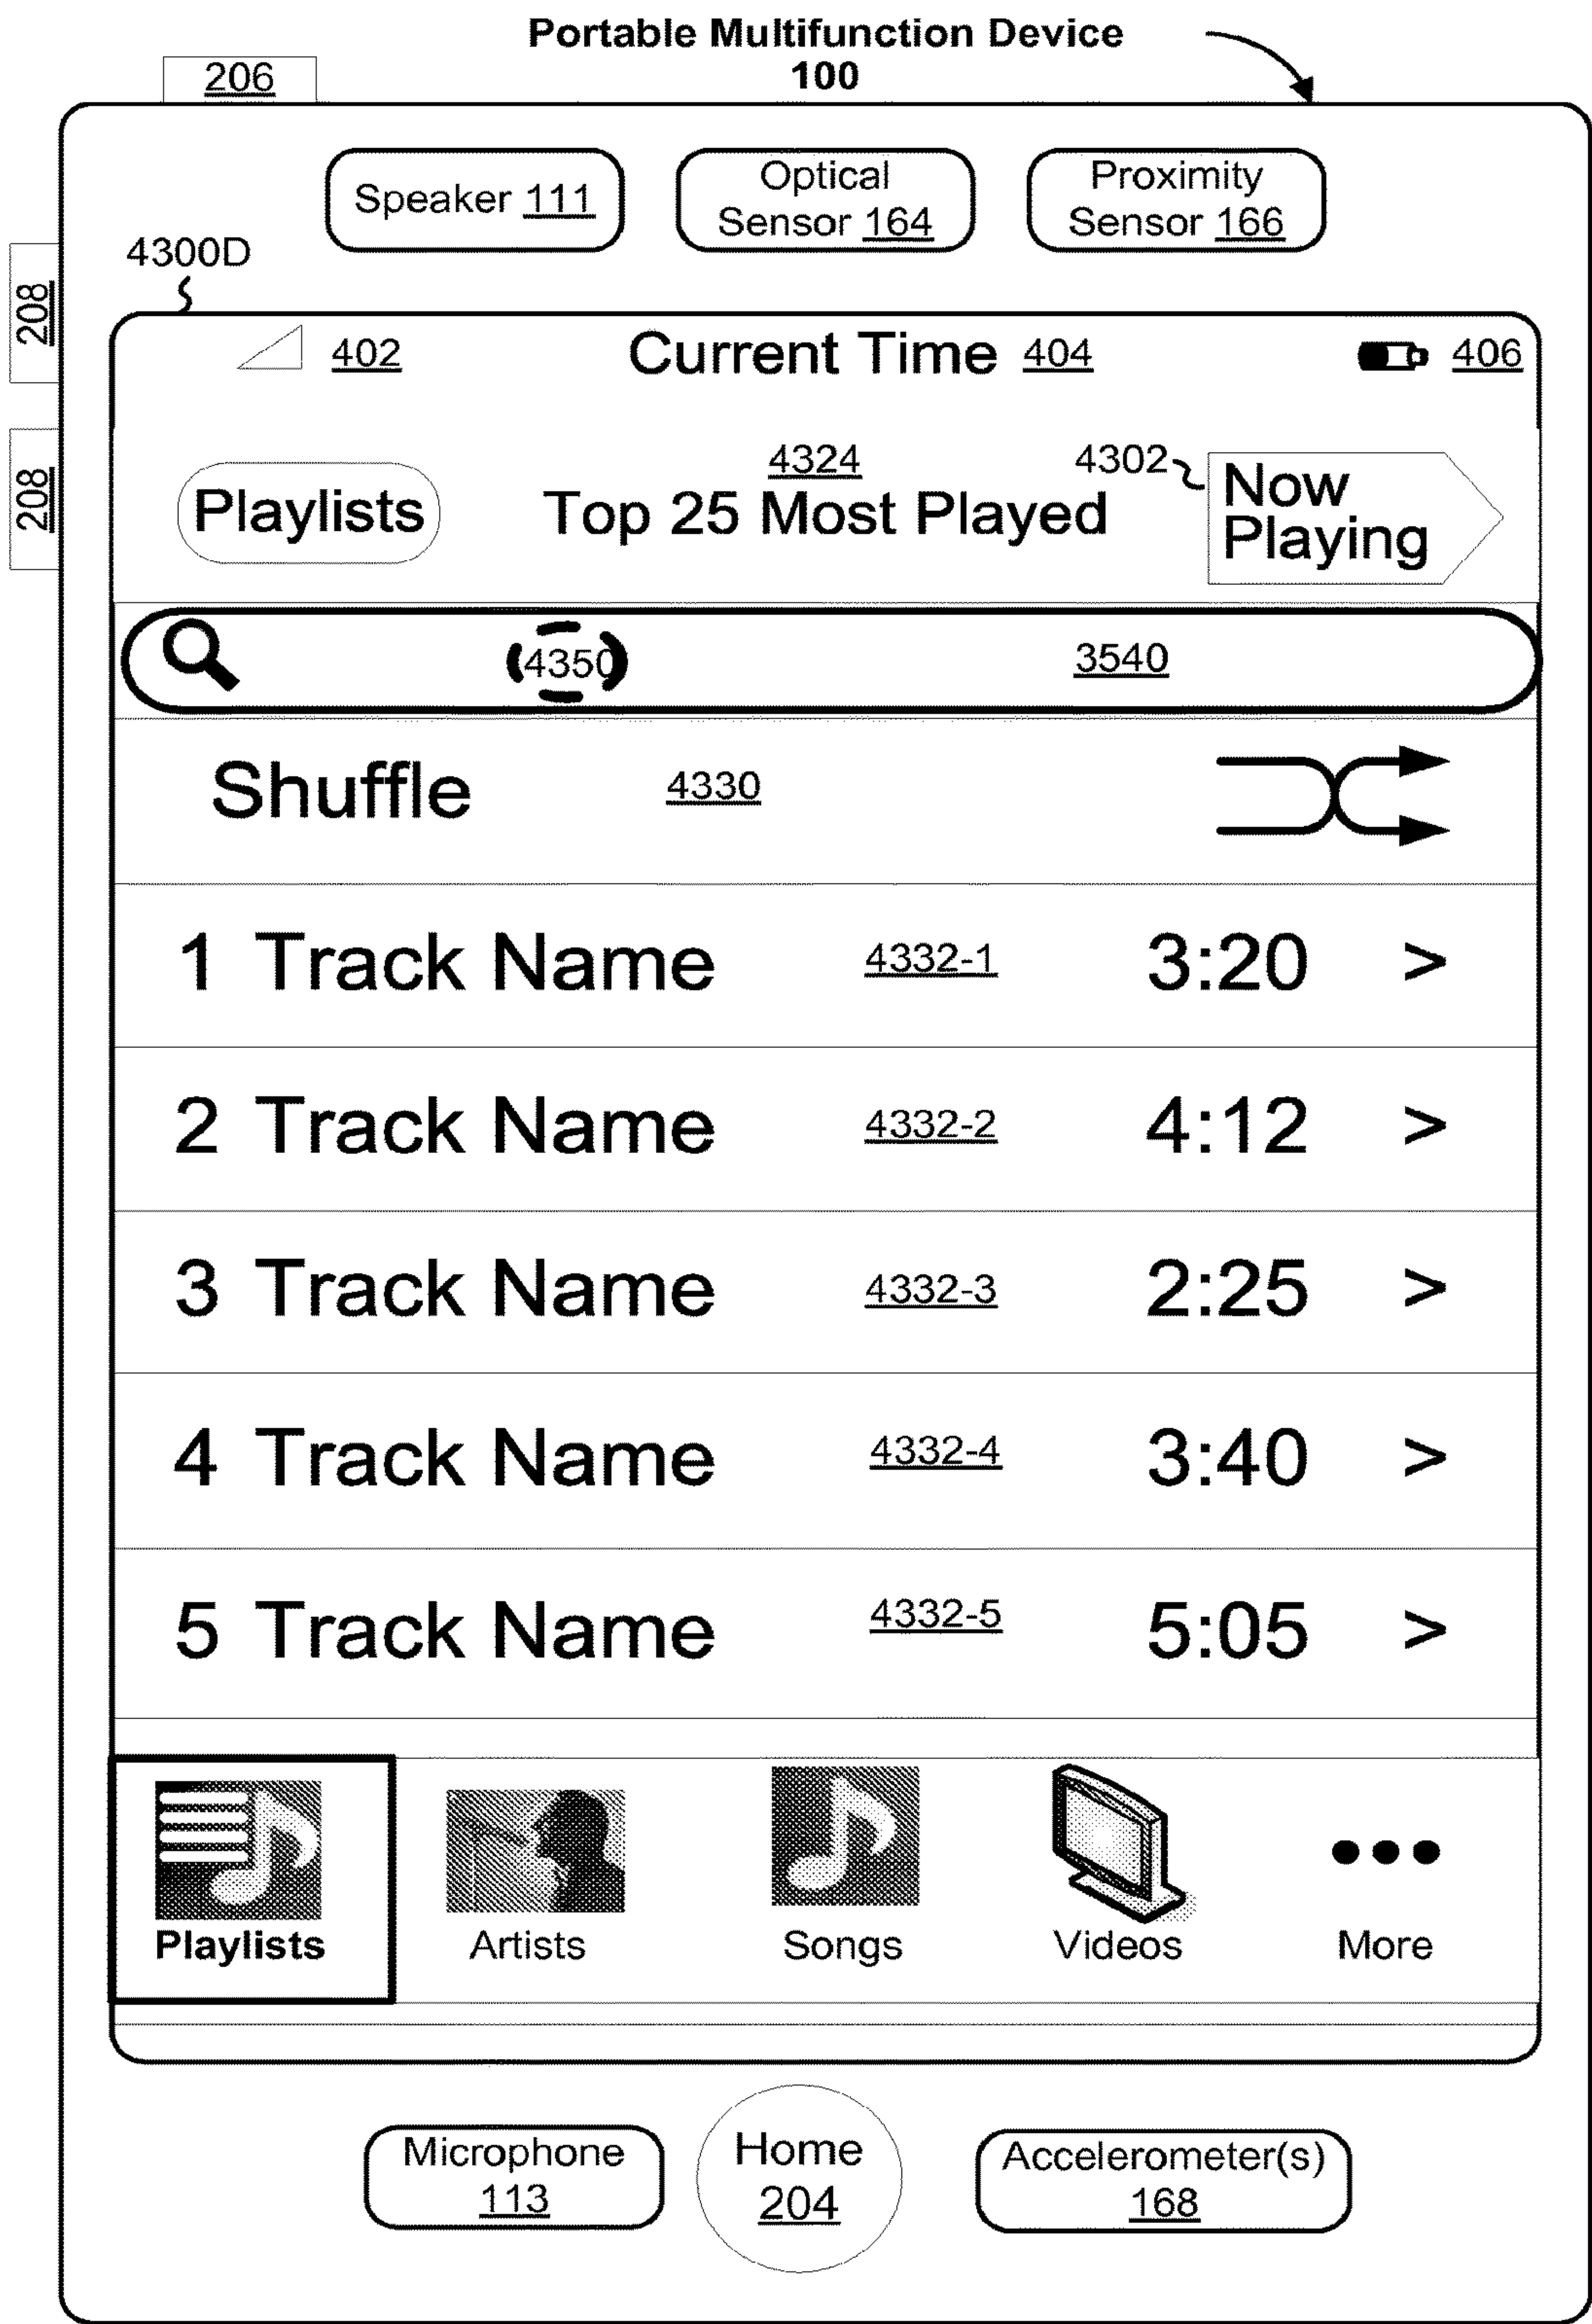 Portable Multifunction Device
100
206
Speaker 111
Optical
Sensor 164
Proximity
Sensor 166
4300D
208
208
402
Current Time 404
406
Playlists
4324
Top 25 Most Played
4302
Now
Playing
4350
3540
Shuffle 4330
1 Track Name 4332-1 3:20 >
2 Track Name 4332-2 4:12 >
3 Track Name 4332-3 2:25 >
4 Track Name 4332-4 3:40 >
5 Track Name 4332-5 5:05 >
Playlists Artists Songs Videos More
Microphone
113
Home
204
Accelerometer(s)
168